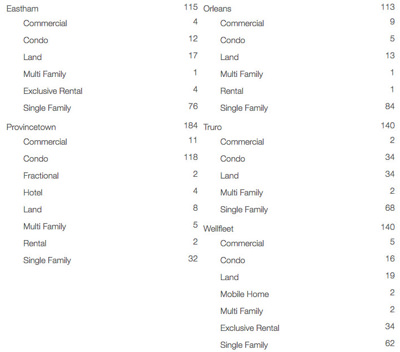 Eastham 115
Commercial 4
Condo 12
Land 17
Multi Family 1
Exclusive Rental 4
Single Family 76
Provincetown 184
Commercial 11
Condo 118
Fractional 2
Hotel 4
Land 8
Multi Family 5
Rental 2
Single Family 32
Orleans 113
Commercial 9
Condo 5
Land 13
Multi Family 1
Rental 1
Single Family 84
Truro 140
Commercial 2
Condo 34
Land 34
Multi Family 2
Single Family 68
Wellfleet 140
Commercial 5
Condo 16
Land 19
Mobile Home 2
Multi Family 2
Exclusive Rental 34
Single Family 62